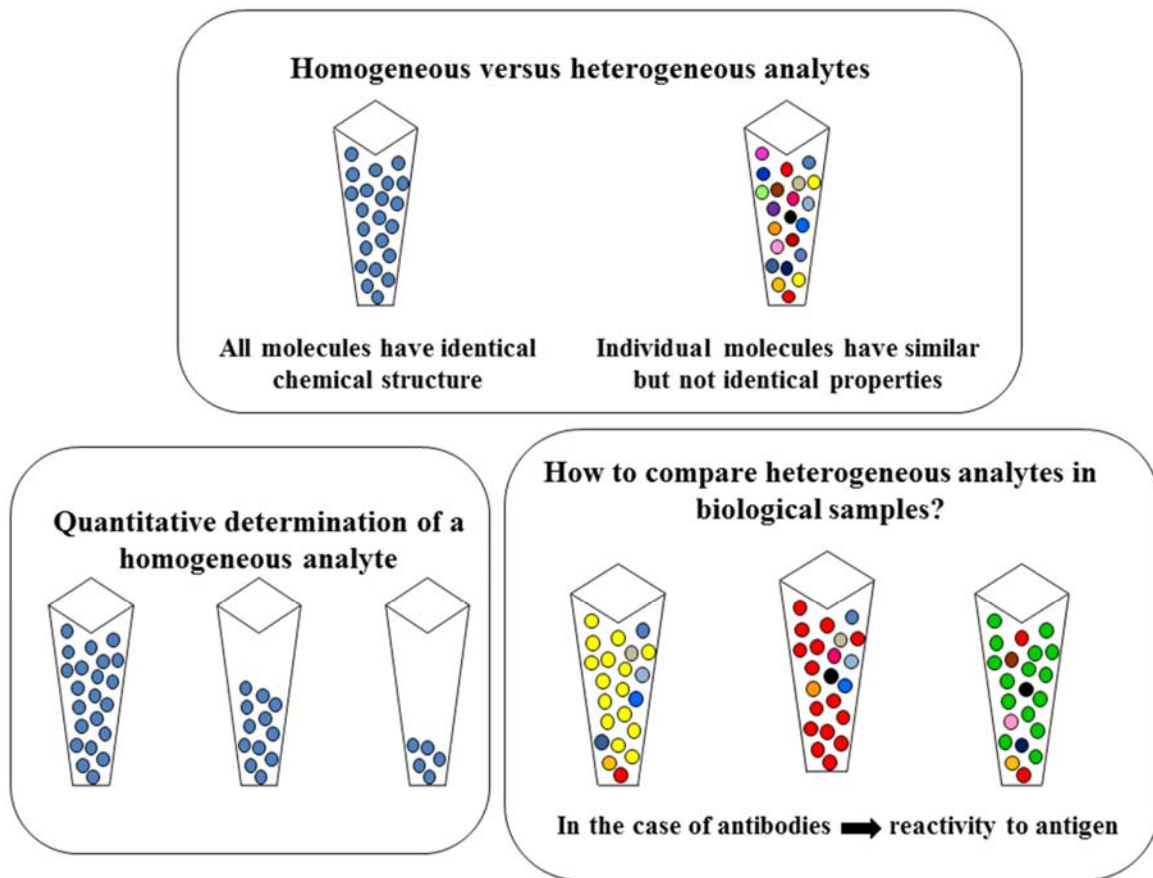 Homogeneous versus heterogeneous analytes
All molecules have identical
chemical structure
Individual molecules have similar
but not identical properties
Quantitative determination of a
homogeneous analyte
How to compare heterogeneous analytes in
biological samples?
In the case of antibodies ➡ reactivity to antigen